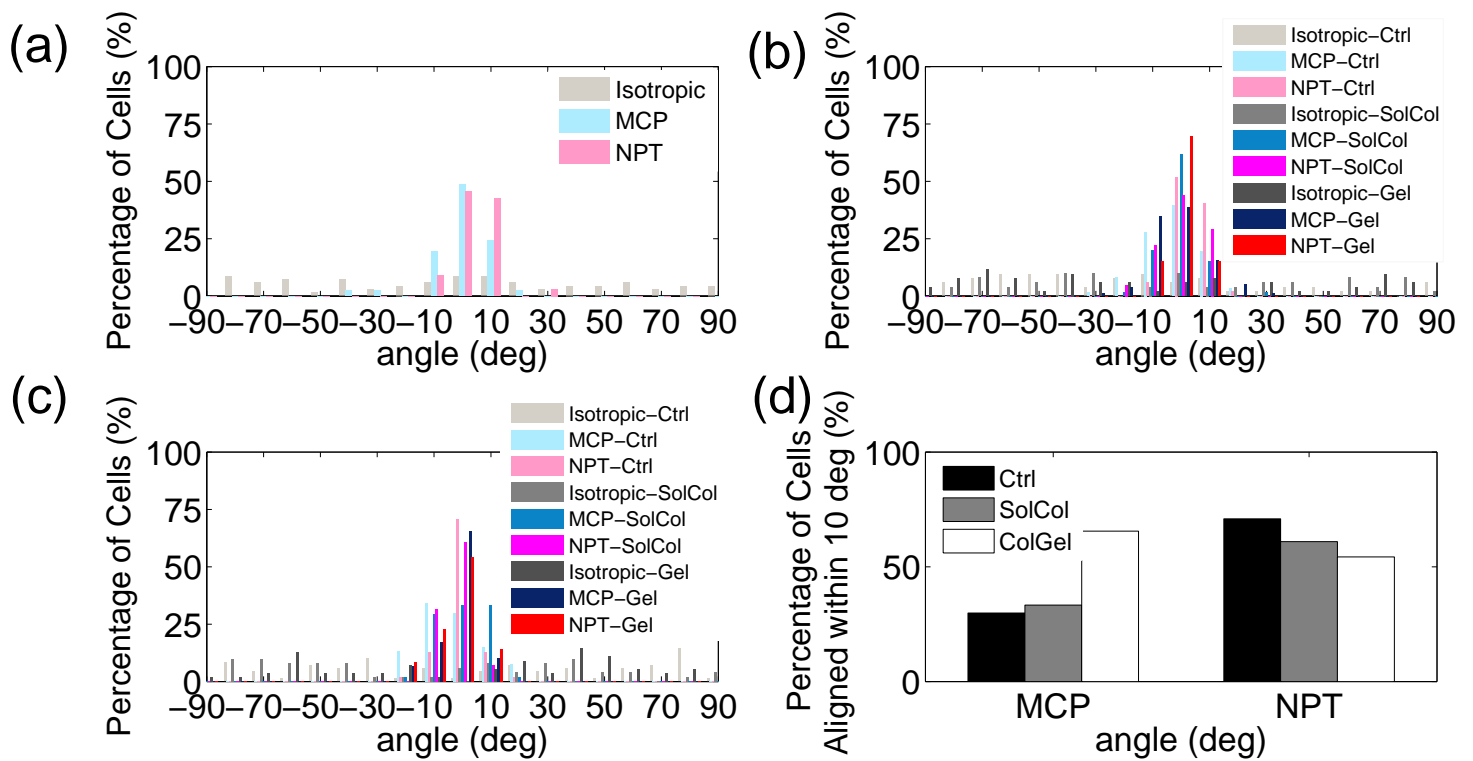 (a)
Percentage of Cells (%)
100
75
50
25
0
Isotropic
MCP
NPT
−90 −70 −50 −30 −10 10 30 50 70 90
angle (deg)
(b)
Percentage of Cells (%)
100
75
50
25
0
Isotropic−Ctrl
MCP−Ctrl
NPT−Ctrl
Isotropic−SolCol
MCP−SolCol
NPT−SolCol
Isotropic−Gel
MCP−Gel
NPT−Gel
−90 −70 −50 −30 −10 10 30 50 70 90
angle (deg)
(c)
Percentage of Cells (%)
100
75
50
25
0
Isotropic−Ctrl
MCP−Ctrl
NPT−Ctrl
Isotropic−SolCol
MCP−SolCol
NPT−SolCol
Isotropic−Gel
MCP−Gel
NPT−Gel
−90 −70 −50 −30 −10 10 30 50 70 90
angle (deg)
(d)
Percentage of Cells
Aligned within 10 deg (%)
100
50
0
Ctrl
SolCol
ColGel
MCP NPT
angle (deg)